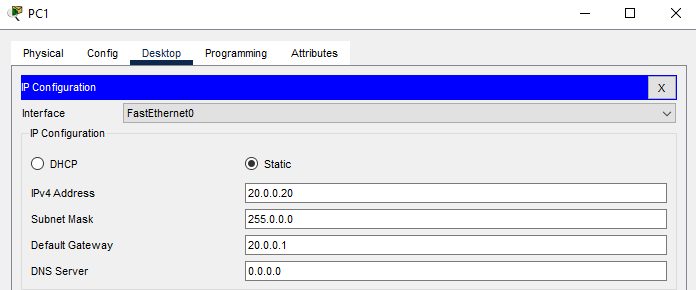 PC1
Physical Config Desktop Programming Attributes
IP Configuration X
Interface FastEthernet0
IP Configuration
DHCP Static
IPv4 Address 20.0.0.20
Subnet Mask 255.0.0.0
Default Gateway 20.0.0.1
DNS Server 0.0.0.0